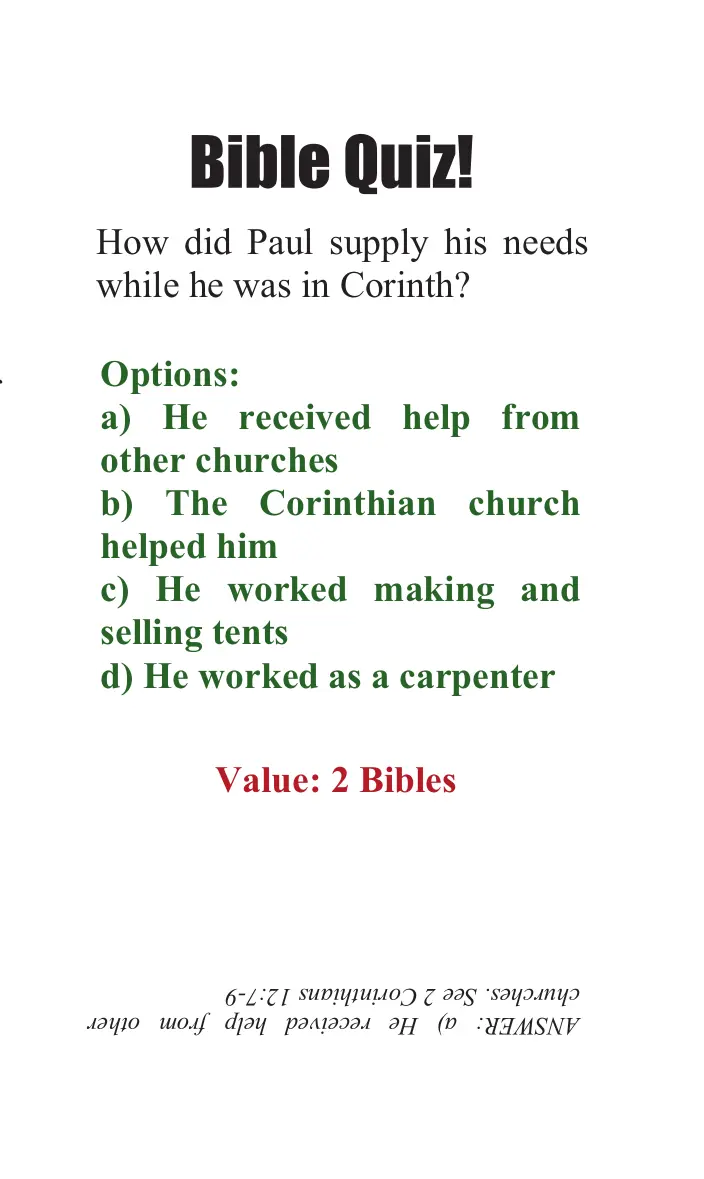 Bible Quiz!
How did Paul supply his needs
while he was in Corinth?
Options:
a) He received help from
other churches
b) The Corinthian church
helped him
c) He worked making and
selling tents
d) He worked as a carpenter
Value: 2 Bibles
ANSWER: a) He received help from other
churches. See 2 Corinthians 12:7-9